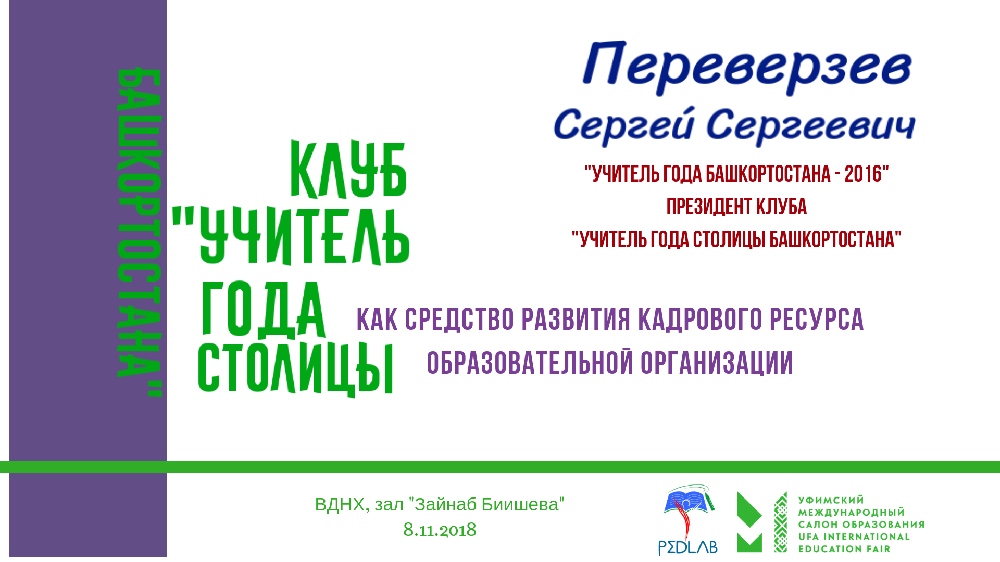 КЛУБ
"УЧИТЕЛЬ
ГОДА
СТОЛИЦЫ
БАШКОРТОСТАНА"
КАК СРЕДСТВО РАЗВИТИЯ КАДРОВОГО РЕСУРСА
ОБРАЗОВАТЕЛЬНОЙ ОРГАНИЗАЦИИ
Переверзев
Сергей Сергеевич
"УЧИТЕЛЬ ГОДА БАШКОРТОСТАНА - 2016"
ПРЕЗИДЕНТ КЛУБА
"УЧИТЕЛЬ ГОДА СТОЛИЦЫ БАШКОРТОСТАНА"
ВДНХ, зал "Зайнаб Биишева"
8.11.2018
PEDLAB
УФИМСКИЙ
МЕЖДУНАРОДНЫЙ
САЛОН ОБРАЗОВАНИЯ
UFA INTERNATIONAL
EDUCATION FAIR